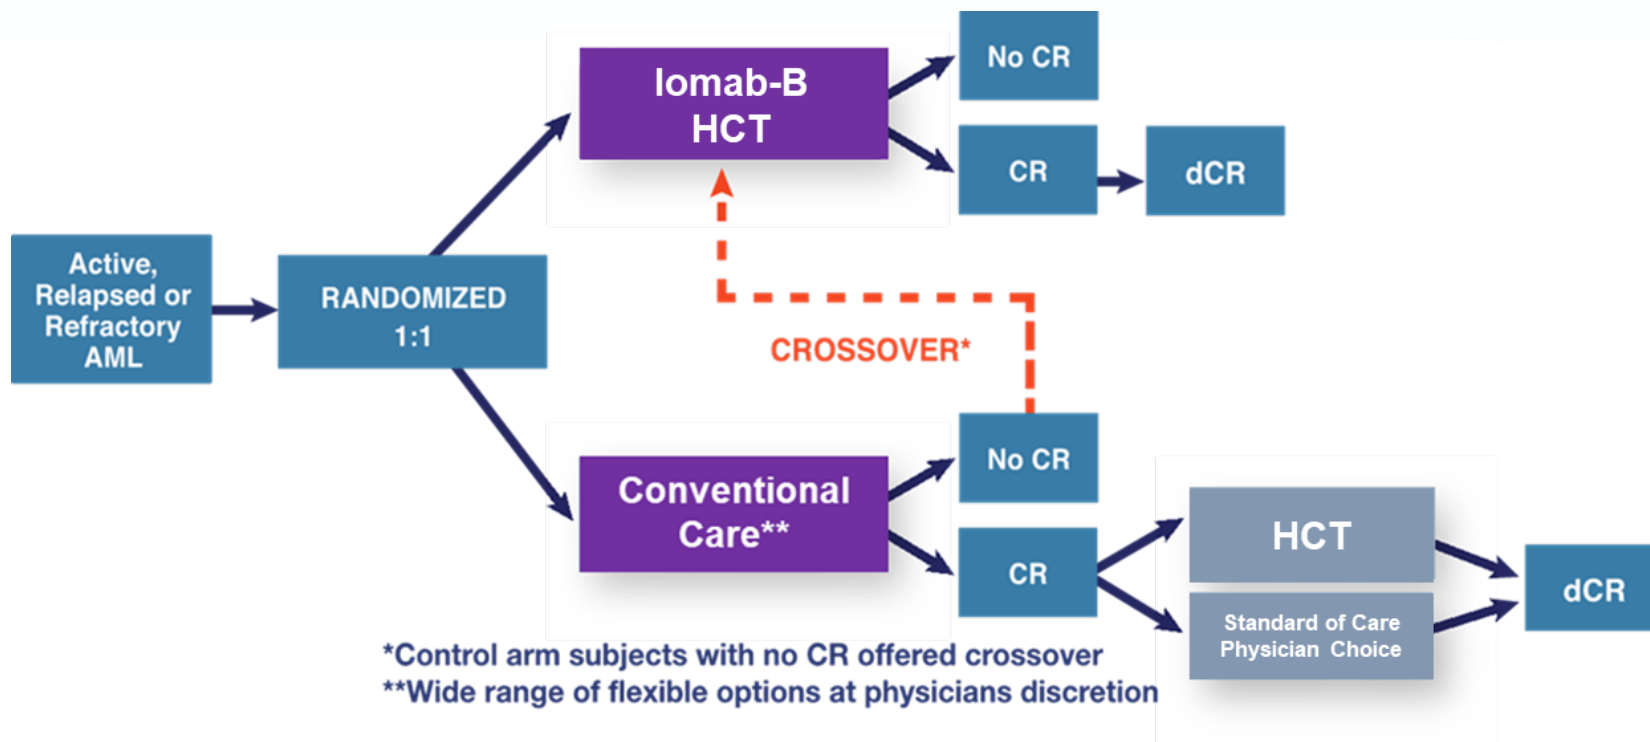 Active,
Relapsed or
Refractory
AML
RANDOMIZED
1:1
Iomab-B
HCT
No CR
CR
dCR
CROSSOVER*
Conventional
Care**
No CR
CR
HCT
Standard of Care
Physician Choice
dCR
*Control arm subjects with no CR offered crossover
**Wide range of flexible options at physicians discretion